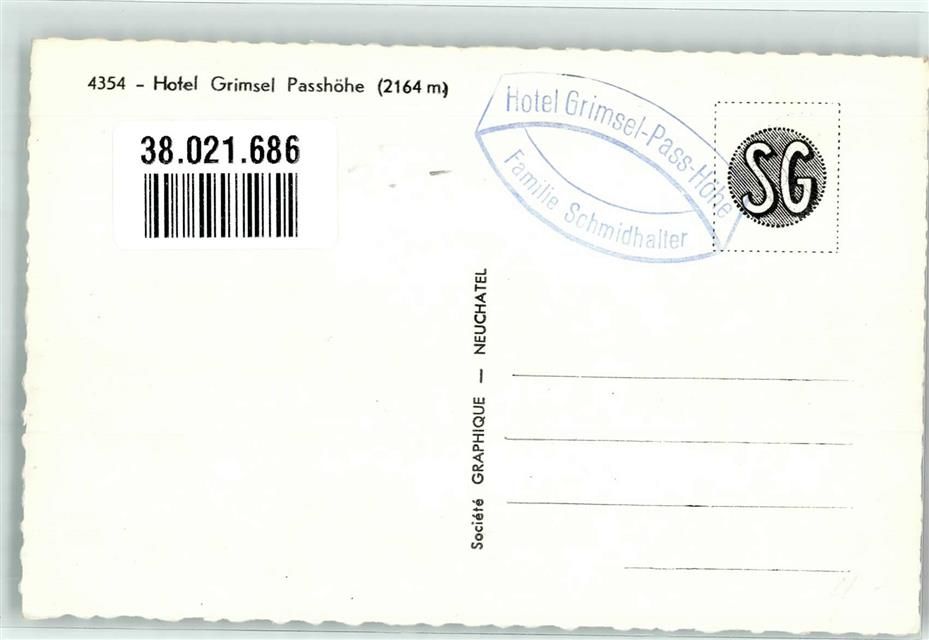 4354 - Hotel Grimsel Passhöhe (2164 m)
38.021.686
Hotel Grimsel-Pass-Höhe
Familie Schmidhalter
SG
Société GRAPHIQUE — NEUCHATEL